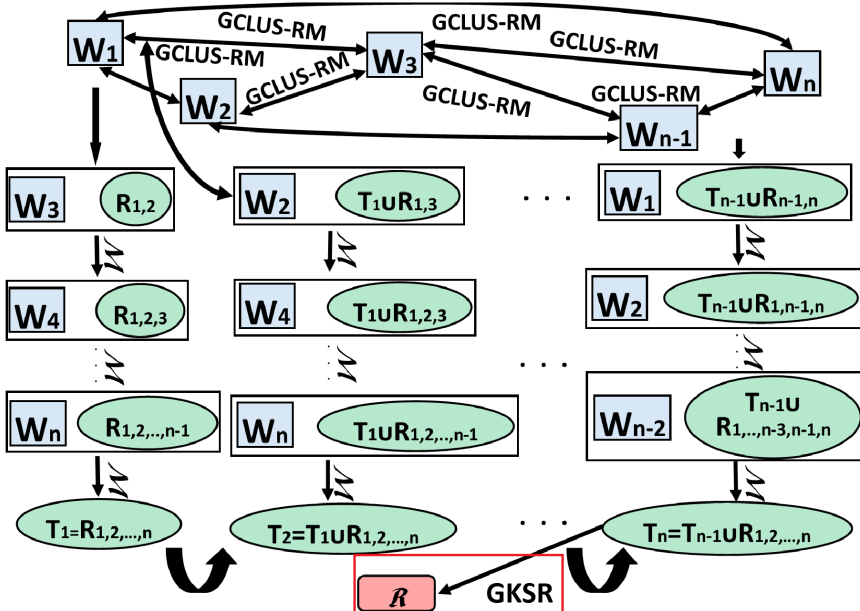 W1 GCLUS-RM GCLUS-RM
GCLUS-RM W3 GCLUS-RM Wn
W2 GCLUS-RM GCLUS-RM GCLUS-RM
Wn-1
W3 R1,2 W2 T1∪R1,3 . . . W1 Tn-1∪Rn-1,n
𝒩 𝒩 𝒩
W4 R1,2,3 W4 T1∪R1,2,3 W2 Tn-1∪R1,n-1,n
𝒩 𝒩 . . . 𝒩
Wn R1,2,..,n-1 Wn T1∪R1,2,..,n-1 Wn-2 Tn-1∪
R1,..,n-3,n-1,n
𝒩 𝒩 𝒩
T1=R1,2,...,n T2=T1∪R1,2,...,n . . . Tn=Tn-1∪R1,2,...,n
ℛ GKSR